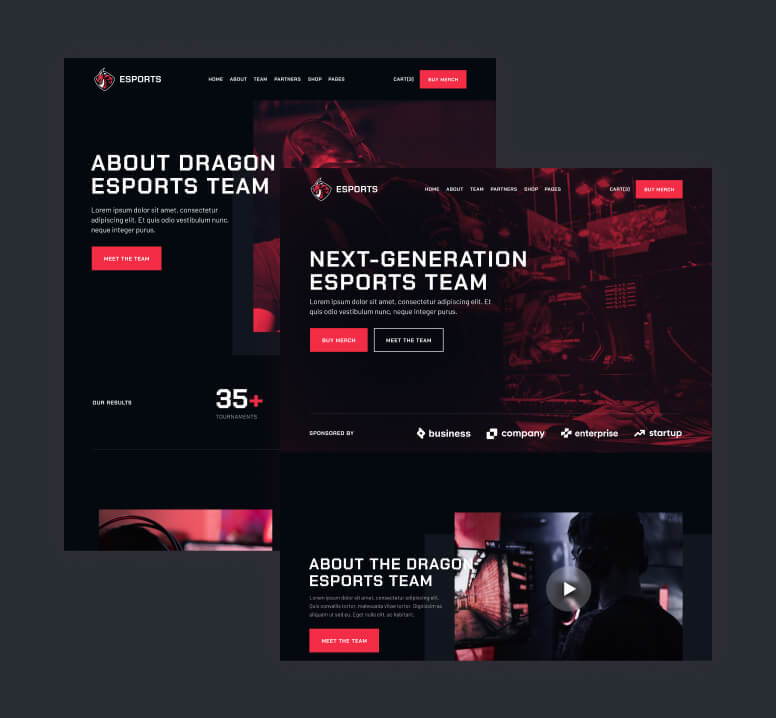 ESPORTS
HOME ABOUT TEAM PARTNERS SHOP PAGES
CART(3) BUY MERCH
ABOUT DRAGON
ESPORTS TEAM
Lorem ipsum dolor sit amet, consectetur
adipiscing elit. Et quis odio vestibulum nunc,
neque integer purus.
MEET THE TEAM
OUR RESULTS
35+
TOURNAMENTS
ESPORTS
HOME ABOUT TEAM PARTNERS SHOP PAGES
CART(3) BUY MERCH
NEXT-GENERATION
ESPORTS TEAM
Lorem ipsum dolor sit amet, consectetur adipiscing elit. Et
quis odio vestibulum nunc, neque integer purus.
BUY MERCH MEET THE TEAM
SPONSORED BY business company enterprise startup
ABOUT THE DRAGON
ESPORTS TEAM
Lorem ipsum dolor sit amet, consectetur adipiscing elit.
Quis convallis tortor, malesuada vitae tortor. Dignissim ac
aliquam ut sed eu. Eget nulla elit, ac habitant.
MEET THE TEAM